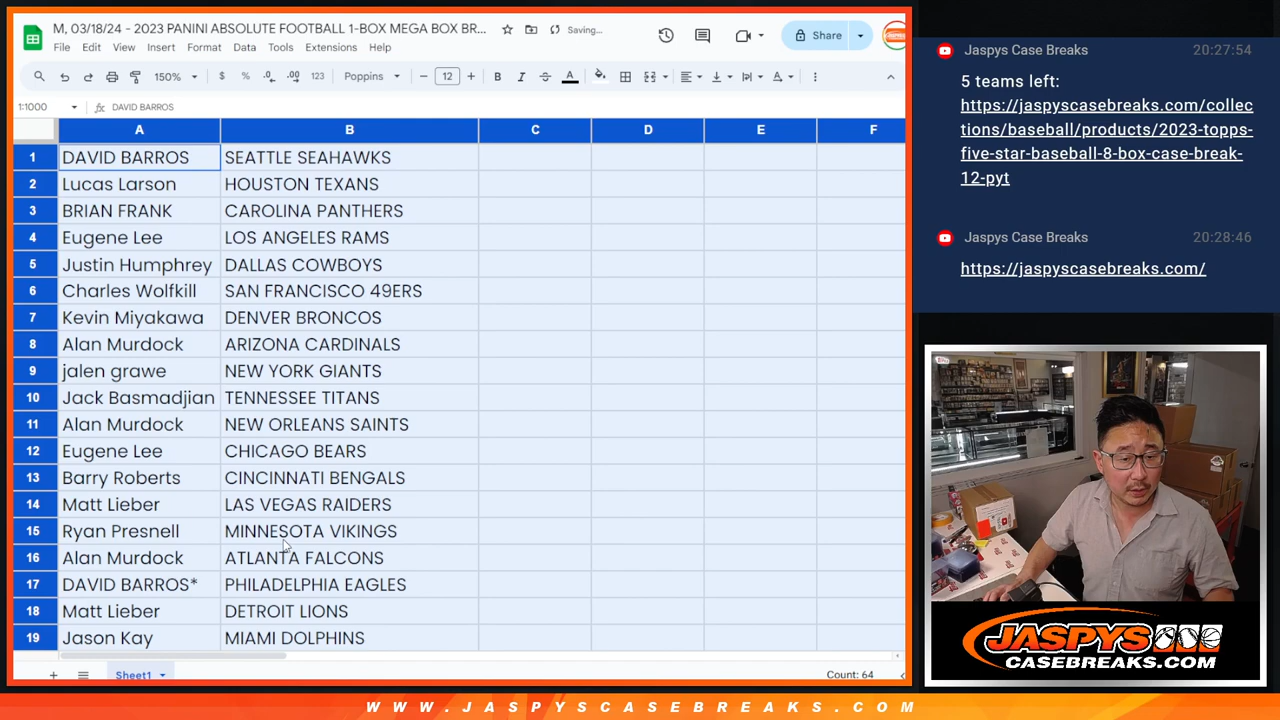 M, 03/18/24 - 2023 PANINI ABSOLUTE FOOTBALL 1-BOX MEGA BOX BR...
Saving...
Share
File Edit View Insert Format Data Tools Extensions Help
150% $ % .0 .00 123 Poppins 12 B I A A
1:1000 fx DAVID BARROS
A B C D E F
1 DAVID BARROS SEATTLE SEAHAWKS
2 Lucas Larson HOUSTON TEXANS
3 BRIAN FRANK CAROLINA PANTHERS
4 Eugene Lee LOS ANGELES RAMS
5 Justin Humphrey DALLAS COWBOYS
6 Charles Wolfkill SAN FRANCISCO 49ERS
7 Kevin Miyakawa DENVER BRONCOS
8 Alan Murdock ARIZONA CARDINALS
9 jalen grawe NEW YORK GIANTS
10 Jack Basmadjian TENNESSEE TITANS
11 Alan Murdock NEW ORLEANS SAINTS
12 Eugene Lee CHICAGO BEARS
13 Barry Roberts CINCINNATI BENGALS
14 Matt Lieber LAS VEGAS RAIDERS
15 Ryan Presnell MINNESOTA VIKINGS
16 Alan Murdock ATLANTA FALCONS
17 DAVID BARROS* PHILADELPHIA EAGLES
18 Matt Lieber DETROIT LIONS
19 Jason Kay MIAMI DOLPHINS
Sheet1
Count: 64
Jaspys Case Breaks 20:27:54
5 teams left:
https://jaspyscasebreaks.com/collec
tions/baseball/products/2023-topps-
five-star-baseball-8-box-case-break-
12-pyt
Jaspys Case Breaks 20:28:46
https://jaspyscasebreaks.com/
JASPYS
CASEBREAKS.COM
WWW.JASPYSCASEBREAKS.COM